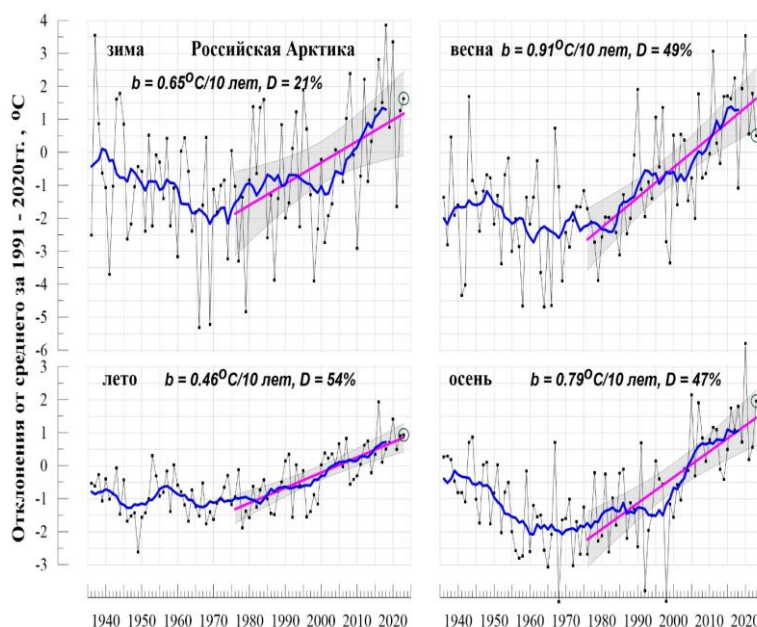 Отклонения от среднего за 1991 - 2020гг. , ºС
зима Российская Арктика
b = 0.65ºC/10 лет, D = 21%
4
3
2
1
0
-1
-2
-3
-4
-5
-6
весна b = 0.91ºC/10 лет, D = 49%
лето b = 0.46ºC/10 лет, D = 54%
3
2
1
0
-1
-2
-3
осень
b = 0.79ºC/10 лет, D = 47%
1940 1950 1960 1970 1980 1990 2000 2010 2020
1940 1950 1960 1970 1980 1990 2000 2010 2020